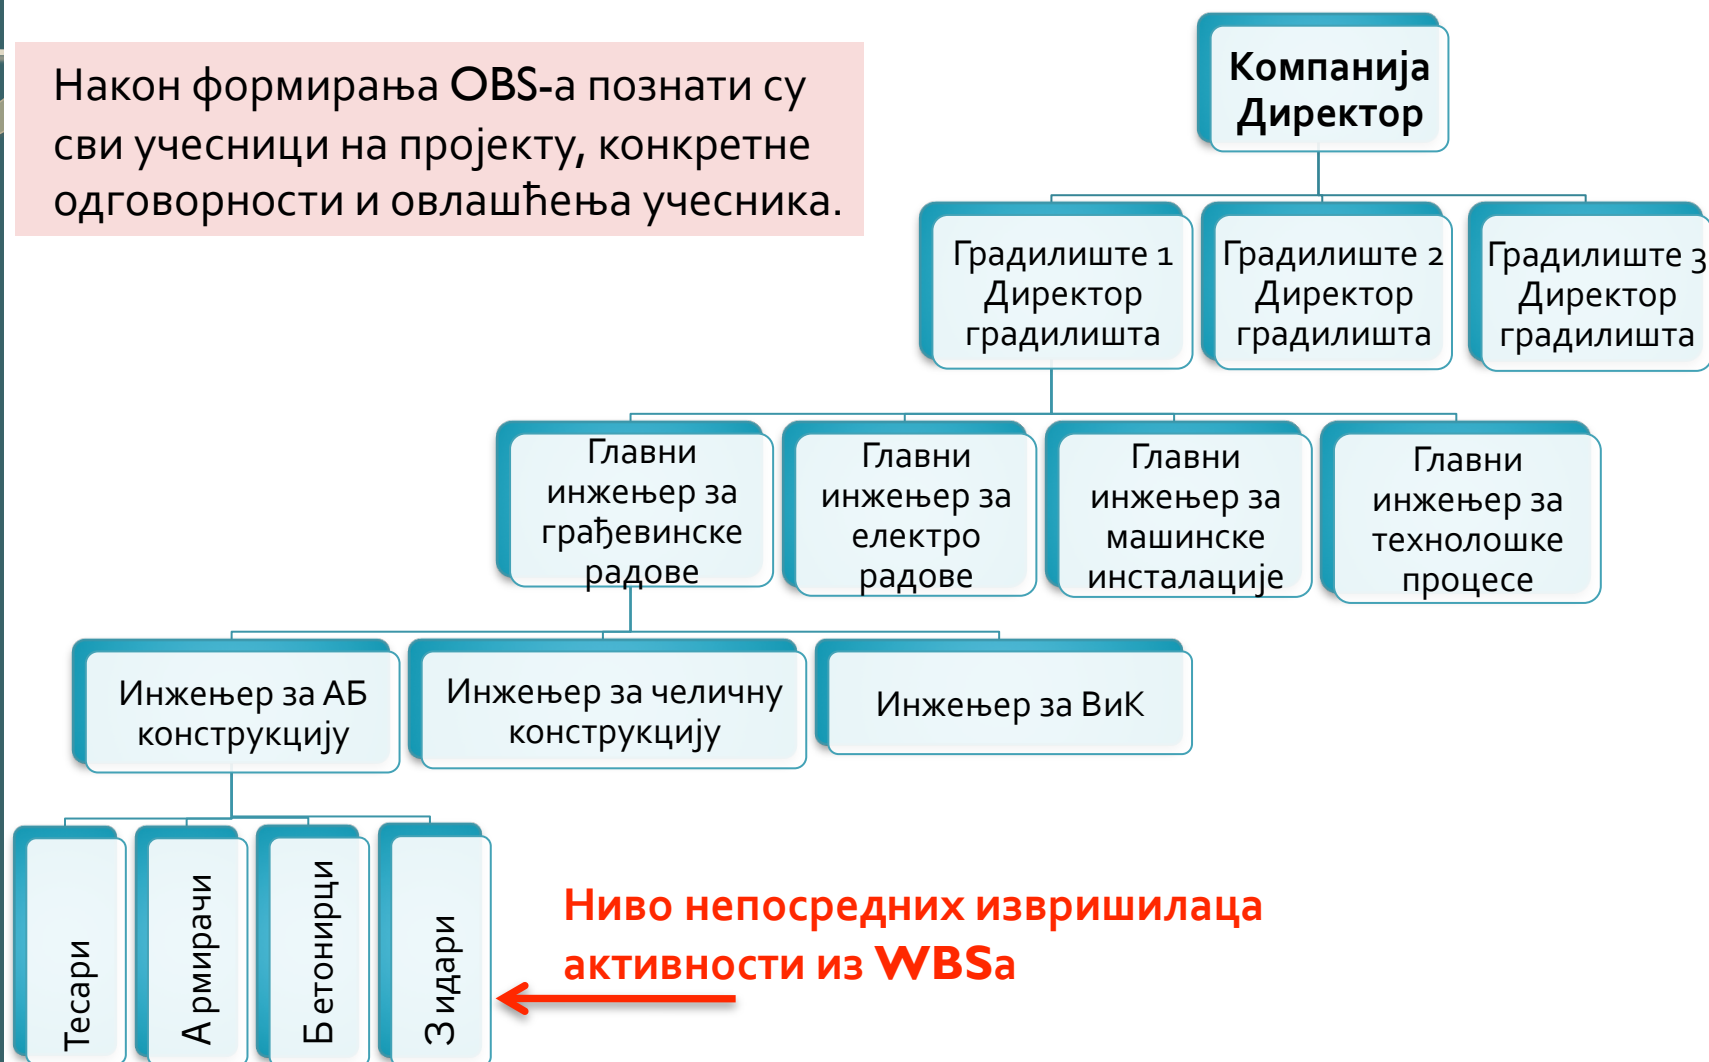 Након формирања OBS-а познати су
сви учесници на пројекту, конкретне
одговорности и овлашћења учесника.
Компанија
Директор
Градилиште 1
Директор
градилишта
Градилиште 2
Директор
градилишта
Градилиште 3
Директор
градилишта
Главни
инжењер за
грађевинске
радове
Главни
инжењер за
електро
радове
Главни
инжењер за
машинске
инсталације
Главни
инжењер за
технолошке
процесе
Инжењер за АБ
конструкцију
Инжењер за челичну
конструкцију
Инжењер за ВиК
Тесари
Армирачи
Бетонирци
Зидари
Ниво непосредних извришилаца
активности из WBSа